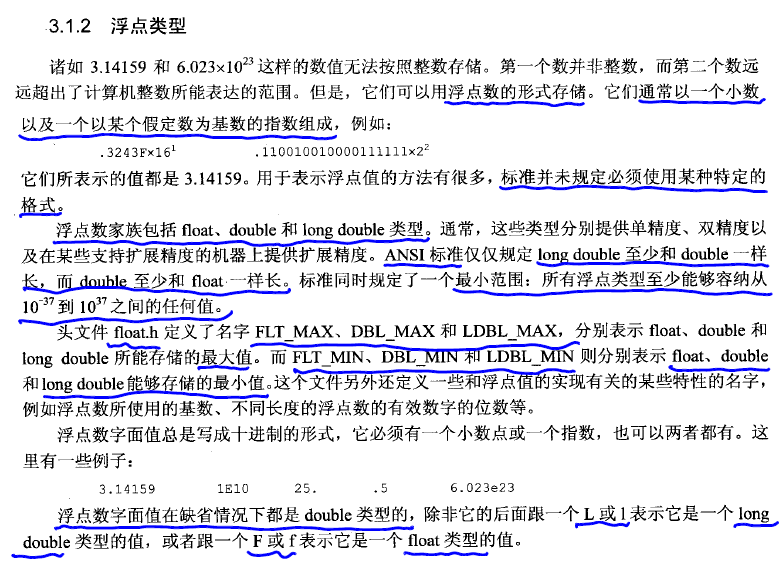 3.1.2 浮点类型
诸如 3.14159 和 6.023×10²³ 这样的数值无法按照整数存储。第一个数并非整数，而第二个数远
远超出了计算机整数所能表达的范围。但是，它们可以用浮点数的形式存储。它们通常以一个小数
以及一个以某个假定数为基数的指数组成，例如：
.3243F×16¹ .110010010000111111×2²
它们所表示的值都是 3.14159。用于表示浮点值的方法有很多，标准并未规定必须使用某种特定的
格式。
浮点数家族包括 float、double 和 long double 类型。通常，这些类型分别提供单精度、双精度以
及在某些支持扩展精度的机器上提供扩展精度。ANSI 标准仅仅规定 long double 至少和 double 一样
长，而 double 至少和 float 一样长。标准同时规定了一个最小范围：所有浮点类型至少能够容纳从
10⁻³⁷ 到 10³⁷ 之间的任何值。
头文件 float.h 定义了名字 FLT_MAX、DBL_MAX 和 LDBL_MAX，分别表示 float、double 和
long double 所能存储的最大值。而 FLT_MIN、DBL_MIN 和 LDBL_MIN 则分别表示 float、double
和 long double 能够存储的最小值。这个文件另外还定义一些和浮点值的实现有关的某些特性的名字，
例如浮点数所使用的基数、不同长度的浮点数的有效数字的位数等。
浮点数字面值总是写成十进制的形式，它必须有一个小数点或一个指数，也可以两者都有。这
里有一些例子：
3.14159 1E10 25. .5 6.023e23
浮点数字面值在缺省情况下都是 double 类型的，除非它的后面跟一个 L 或 l 表示它是一个 long
double 类型的值，或者跟一个 F 或 f 表示它是一个 float 类型的值。